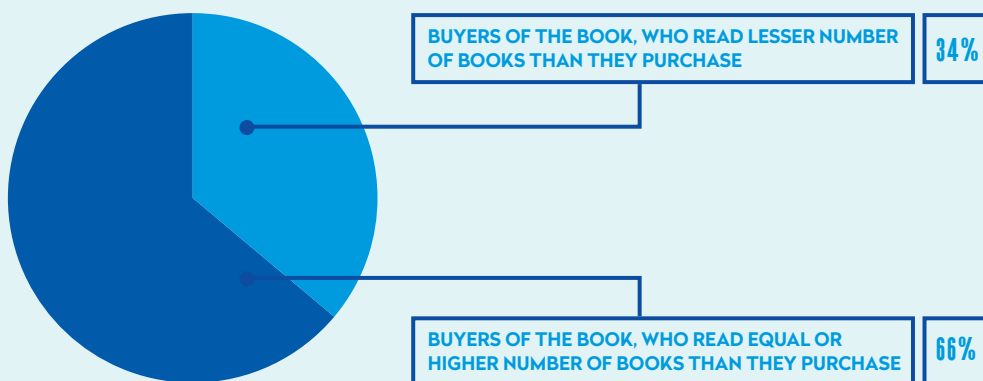 BUYERS OF THE BOOK, WHO READ LESSER NUMBER
OF BOOKS THAN THEY PURCHASE
34%
BUYERS OF THE BOOK, WHO READ EQUAL OR
HIGHER NUMBER OF BOOKS THAN THEY PURCHASE
66%